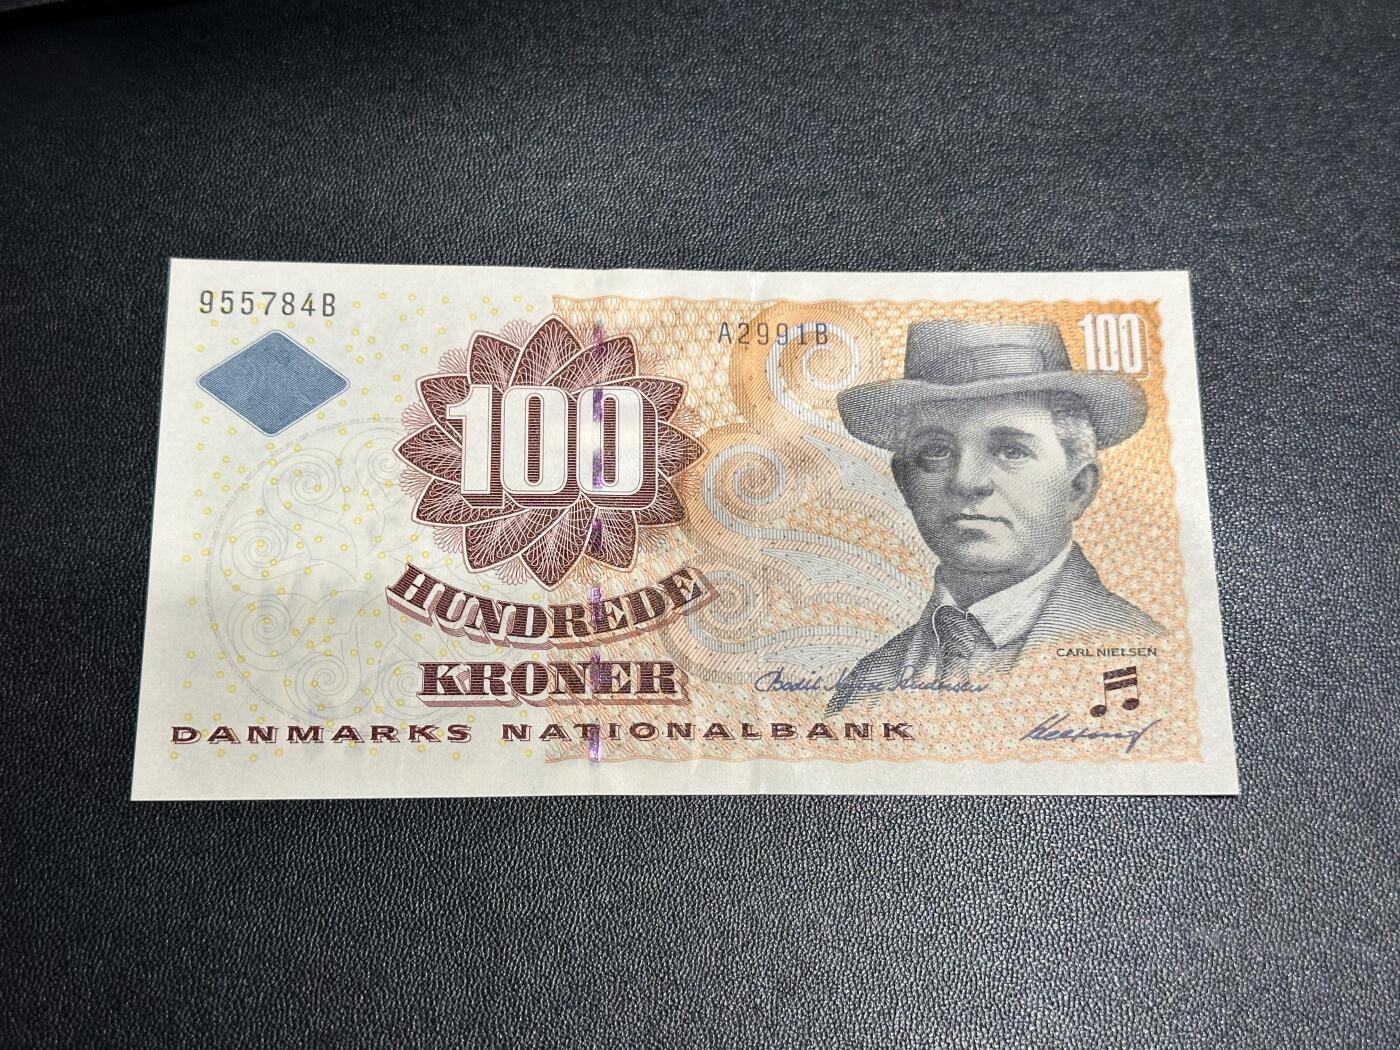 955784B
A2991B
100
100
HUNDREDE
KRONER
CARL NIELSEN
DANMARKS NATIONALBANK